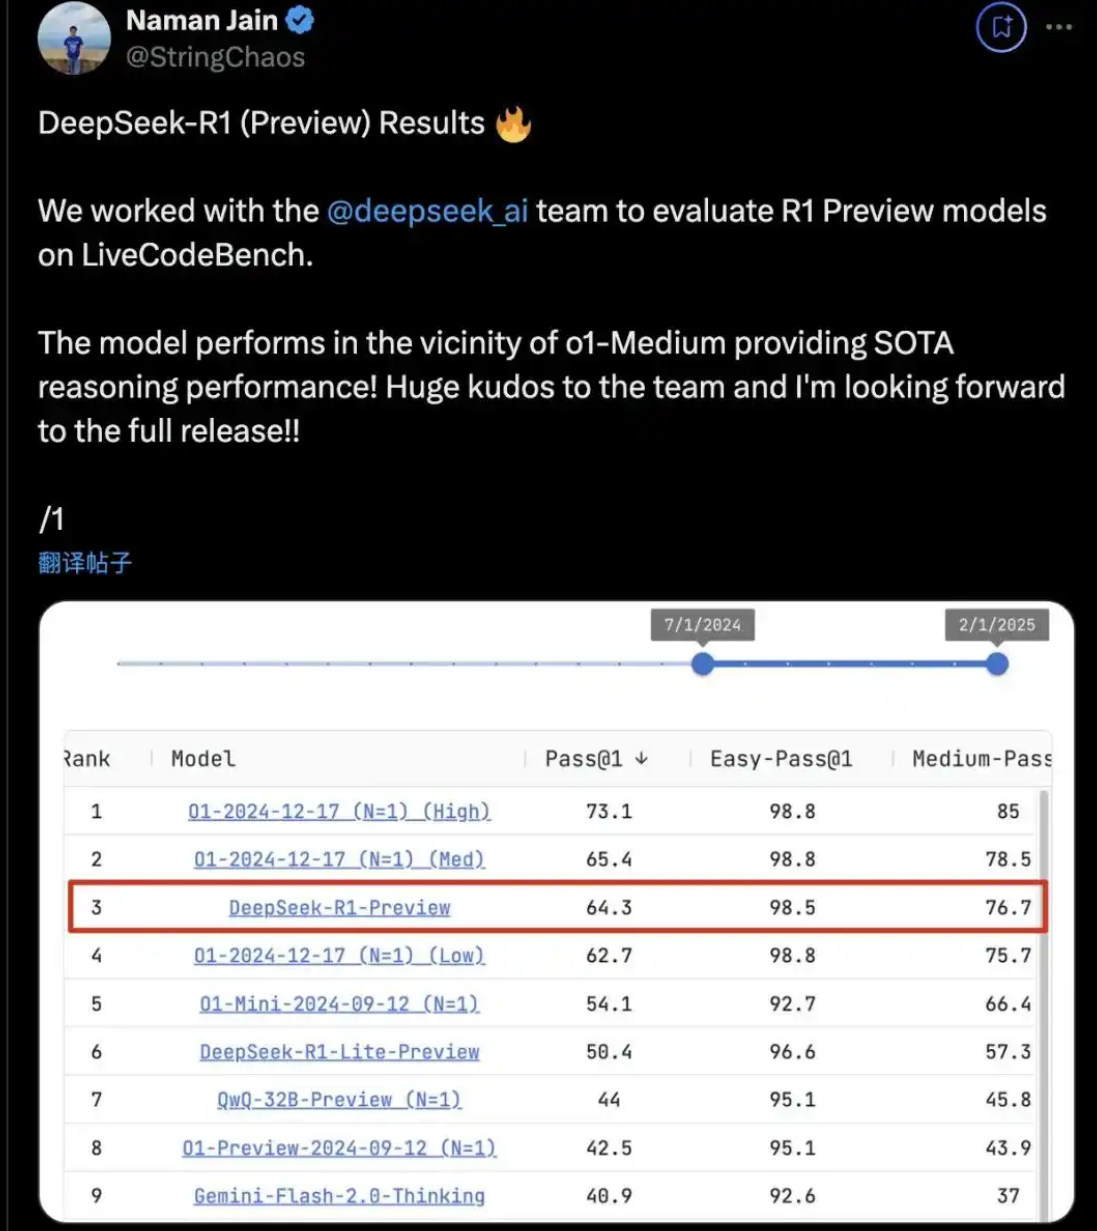 Naman Jain
@StringChaos
DeepSeek-R1 (Preview) Results 🔥
We worked with the @deepseek_ai team to evaluate R1 Preview models
on LiveCodeBench.
The model performs in the vicinity of o1-Medium providing SOTA
reasoning performance! Huge kudos to the team and I'm looking forward
to the full release!!
/1
翻译帖子
7/1/2024 2/1/2025
Rank Model Pass@1 ↓ Easy-Pass@1 Medium-Pass
1 O1-2024-12-17 (N=1) (High) 73.1 98.8 85
2 O1-2024-12-17 (N=1) (Med) 65.4 98.8 78.5
3 DeepSeek-R1-Preview 64.3 98.5 76.7
4 O1-2024-12-17 (N=1) (Low) 62.7 98.8 75.7
5 O1-Mini-2024-09-12 (N=1) 54.1 92.7 66.4
6 DeepSeek-R1-Lite-Preview 50.4 96.6 57.3
7 QwQ-32B-Preview (N=1) 44 95.1 45.8
8 O1-Preview-2024-09-12 (N=1) 42.5 95.1 43.9
9 Gemini-Flash-2.0-Thinking 40.9 92.6 37